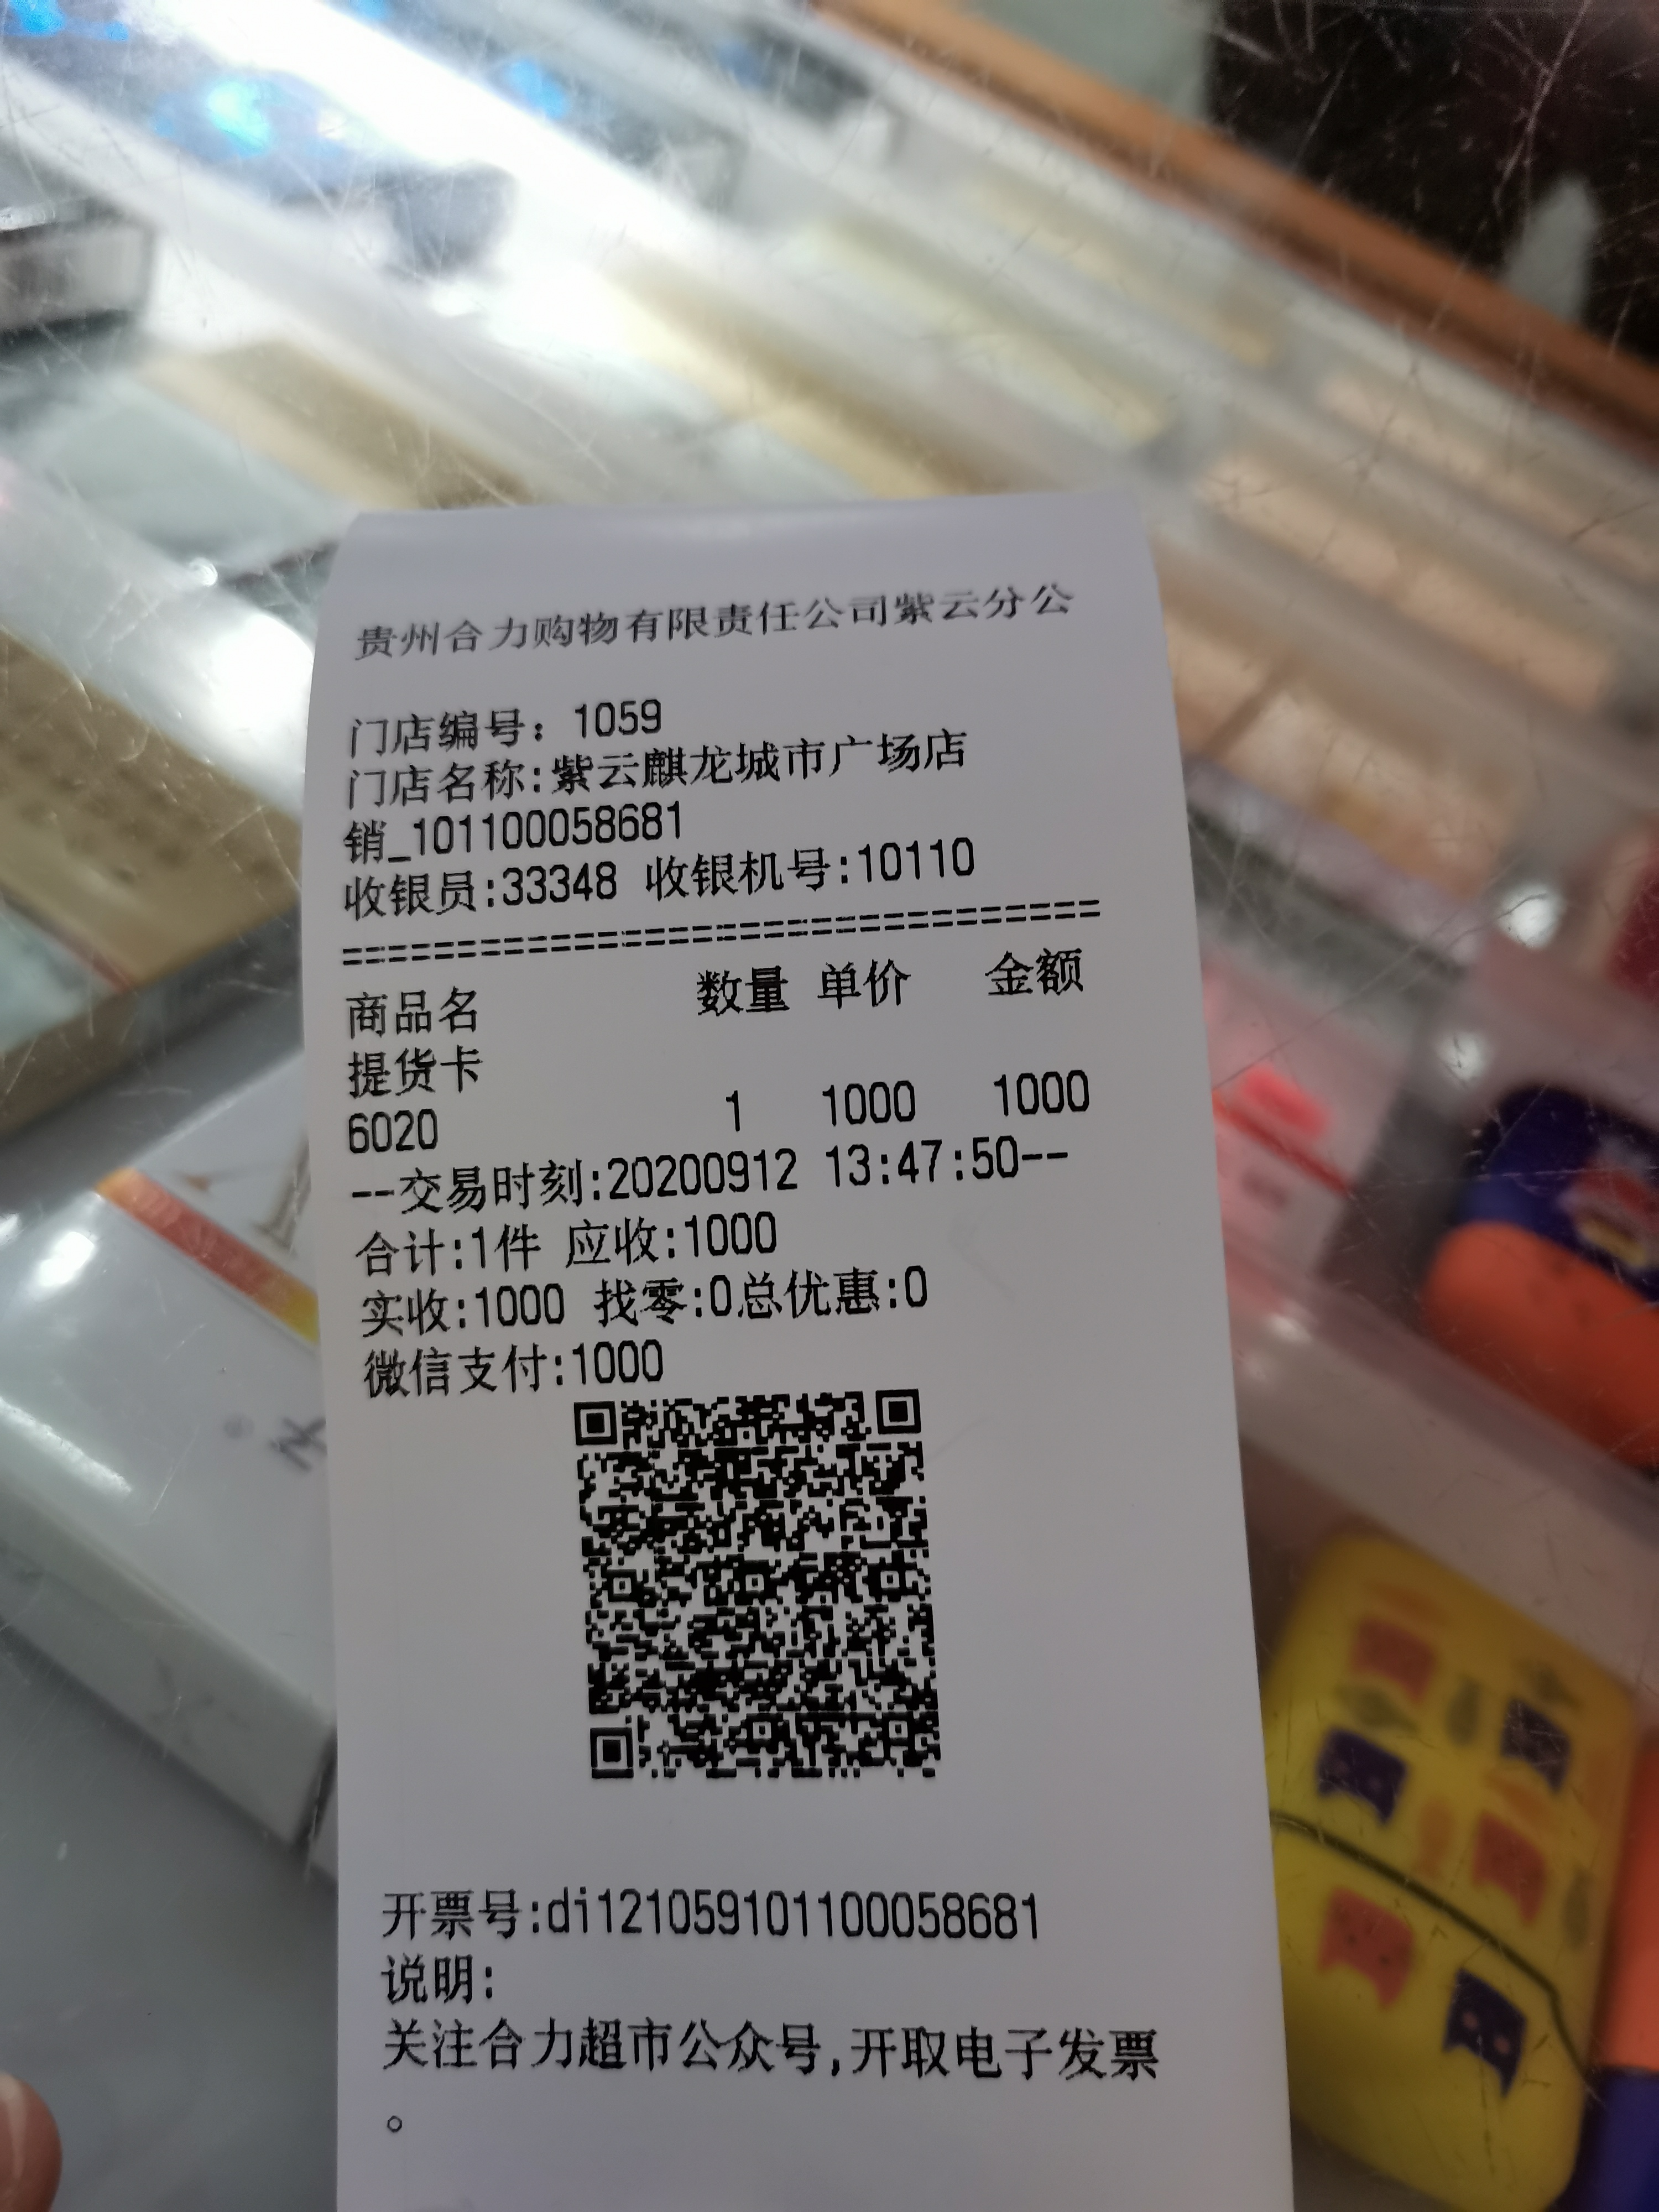 贵州合力购物有限责任公司紫云分公
门店编号：1059
门店名称:紫云麒龙城市广场店
销_101100058681
收银员:33348 收银机号:10110
=================================
商品名 数量 单价 金额
提货卡
6020 1 1000 1000
--交易时刻:20200912 13:47:50--
合计:1件 应收:1000
实收:1000 找零:0总优惠:0
微信支付:1000
开票号:di121059101100058681
说明:
关注合力超市公众号,开取电子发票
。